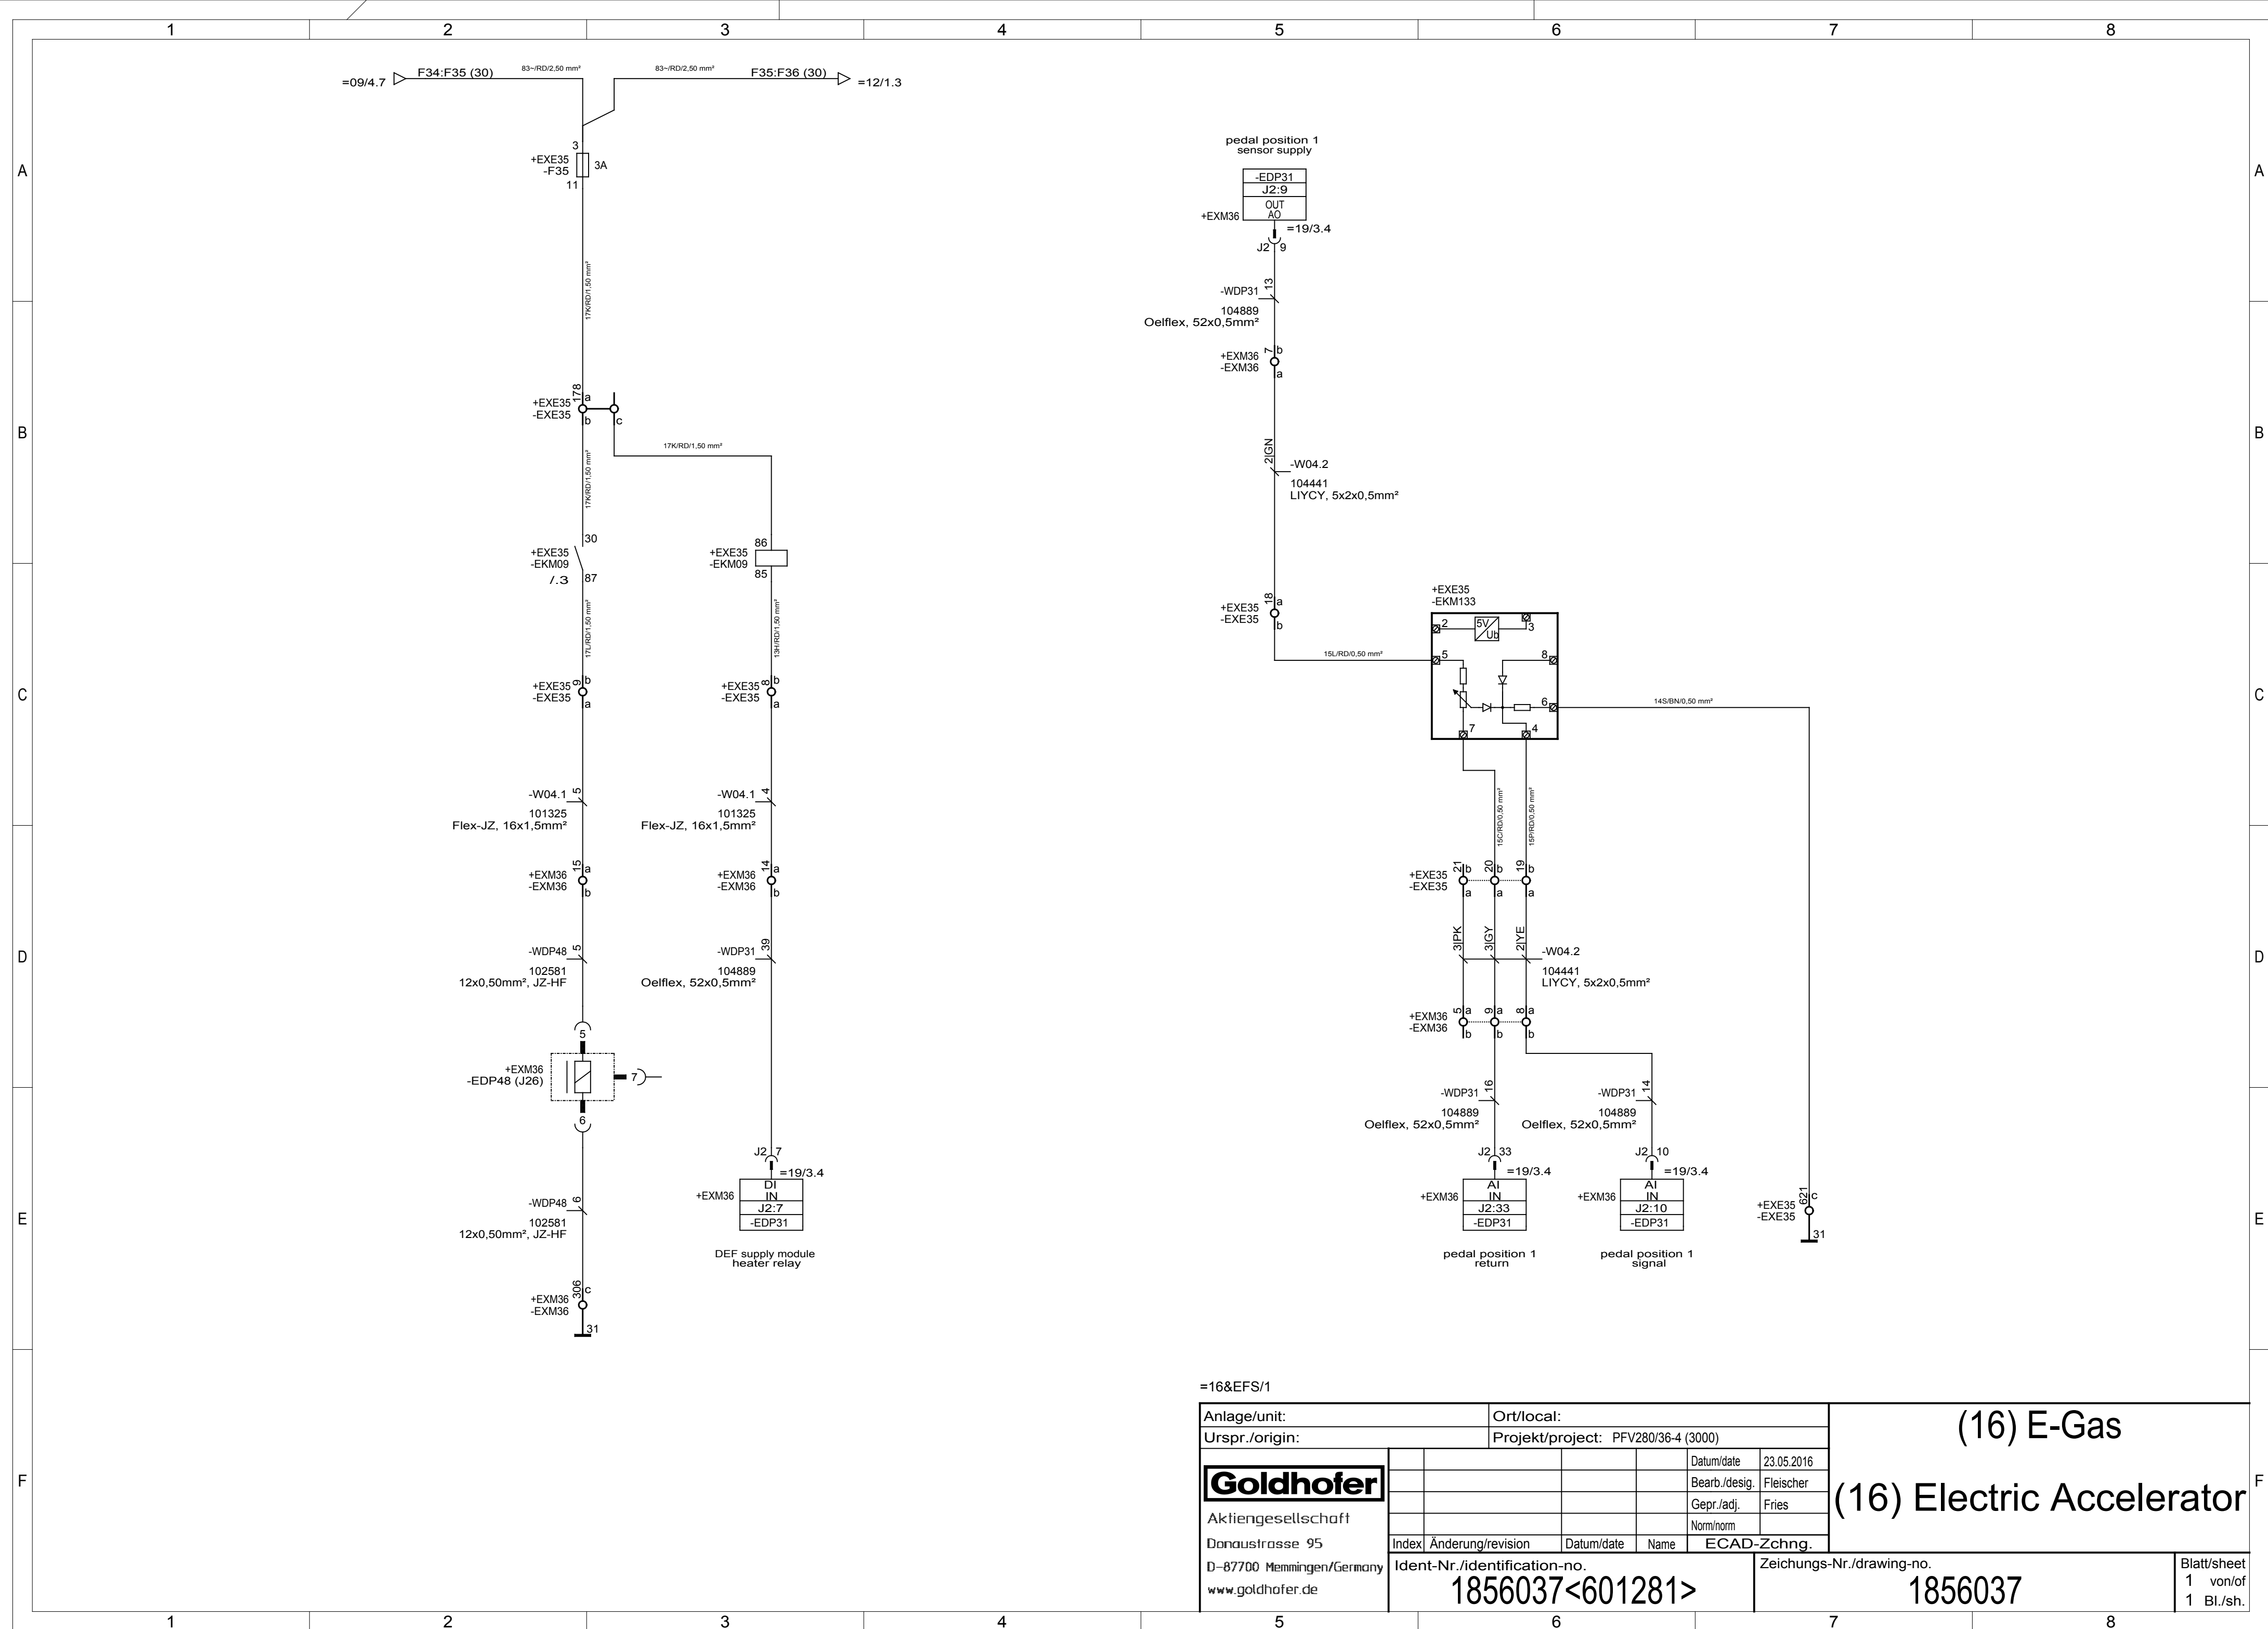 1 2 3 4 5 6 7 8
=09/4.7
F34:F35 (30)
83~/RD/2,50 mm²
83~/RD/2,50 mm²
F35:F36 (30)
=12/1.3
A
A
3
+EXE35
-F35
3A
11
17K/RD/1,50 mm²
178
+EXE35
-EXE35
a
b
c
17K/RD/1,50 mm²
17K/RD/1,50 mm²
B
B
30
+EXE35
-EKM09
/.3
87
86
+EXE35
-EKM09
85
17L/RD/1,50 mm²
13H/RD/1,50 mm²
9
b
+EXE35
-EXE35
a
8
b
+EXE35
-EXE35
a
C
C
-W04.1
5
101325
Flex-JZ, 16x1,5mm²
-W04.1
4
101325
Flex-JZ, 16x1,5mm²
15
a
+EXM36
-EXM36
b
14
a
+EXM36
-EXM36
b
D
D
-WDP48
5
102581
12x0,50mm², JZ-HF
-WDP31
39
104889
Oelflex, 52x0,5mm²
5
+EXM36
-EDP48 (J26)
7
6
J2
7
=19/3.4
+EXM36
DI
IN
J2:7
-EDP31
DEF supply module
heater relay
-WDP48
6
102581
12x0,50mm², JZ-HF
306
c
+EXM36
-EXM36
31
pedal position 1
sensor supply
-EDP31
J2:9
OUT
AO
+EXM36
=19/3.4
J2
9
-WDP31
13
104889
Oelflex, 52x0,5mm²
7
b
+EXM36
-EXM36
a
2|GN
-W04.2
104441
LIYCY, 5x2x0,5mm²
18
a
+EXE35
-EXE35
b
15L/RD/0,50 mm²
+EXE35
-EKM133
2
5V
Ub
3
5
8
6
7
4
14S/BN/0,50 mm²
15C/RD/0,50 mm²
15P/RD/0,50 mm²
+EXE35
-EXE35
21
b
a
20
b
a
19
b
a
3|PK
3|GY
2|YE
-W04.2
104441
LIYCY, 5x2x0,5mm²
+EXM36
-EXM36
5
a
b
9
a
b
8
a
b
-WDP31
16
104889
Oelflex, 52x0,5mm²
-WDP31
14
104889
Oelflex, 52x0,5mm²
J2
33
=19/3.4
+EXM36
AI
IN
J2:33
-EDP31
pedal position 1
return
J2
10
=19/3.4
+EXM36
AI
IN
J2:10
-EDP31
pedal position 1
signal
621
c
+EXE35
-EXE35
31
E
E
=16&EFS/1
Anlage/unit:
Ort/local:
Urspr./origin:
Projekt/project: PFV280/36-4 (3000)
Goldhofer
Aktiengesellschaft
Donaustrasse 95
D-87700 Memmingen/Germany
www.goldhofer.de
Datum/date 23.05.2016
Bearb./desig. Fleischer
Gepr./adj. Fries
Norm/norm
Index Änderung/revision Datum/date Name ECAD-Zchng.
(16) E-Gas
(16) Electric Accelerator
Ident-Nr./identification-no.
1856037<601281>
Zeichungs-Nr./drawing-no.
1856037
Blatt/sheet
1 von/of
1 Bl./sh.
F
F
1 2 3 4 5 6 7 8